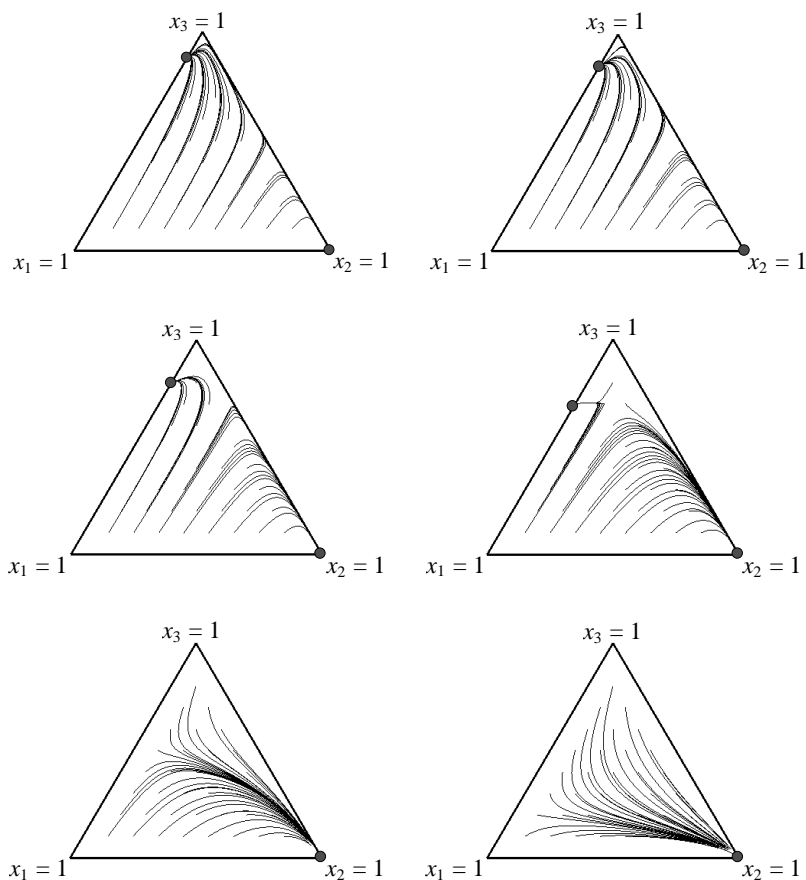 x₃ = 1
x₃ = 1
x₁ = 1
x₂ = 1
x₁ = 1
x₂ = 1
x₃ = 1
x₃ = 1
x₁ = 1
x₂ = 1
x₁ = 1
x₂ = 1
x₃ = 1
x₃ = 1
x₁ = 1
x₂ = 1
x₁ = 1
x₂ = 1